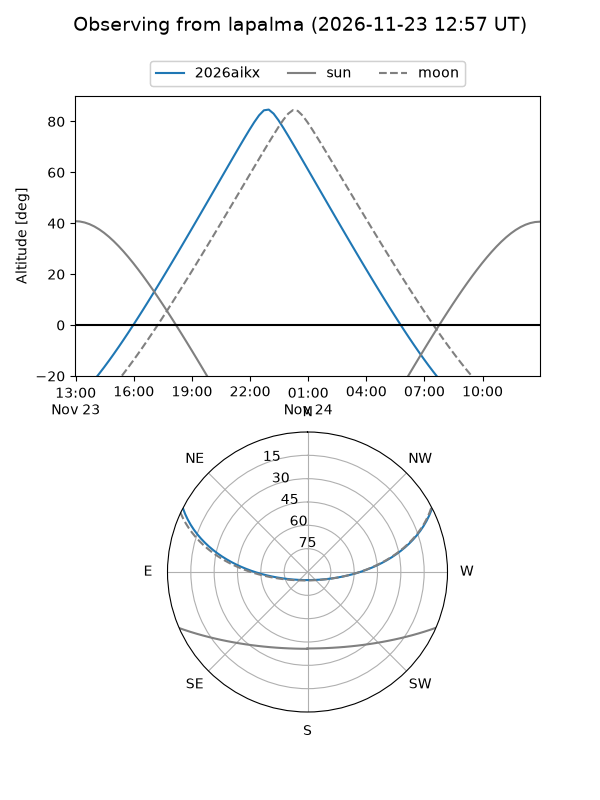 Observing from lapalma (2026-11-23 12:57 UT)
2026aikx
sun
moon
Altitude [deg]
80
60
40
20
0
−20
13:00
16:00
19:00
22:00
01:00
04:00
07:00
10:00
Nov 23
Nov 24
N
NE
NW
15
30
45
60
75
E
W
SE
SW
S